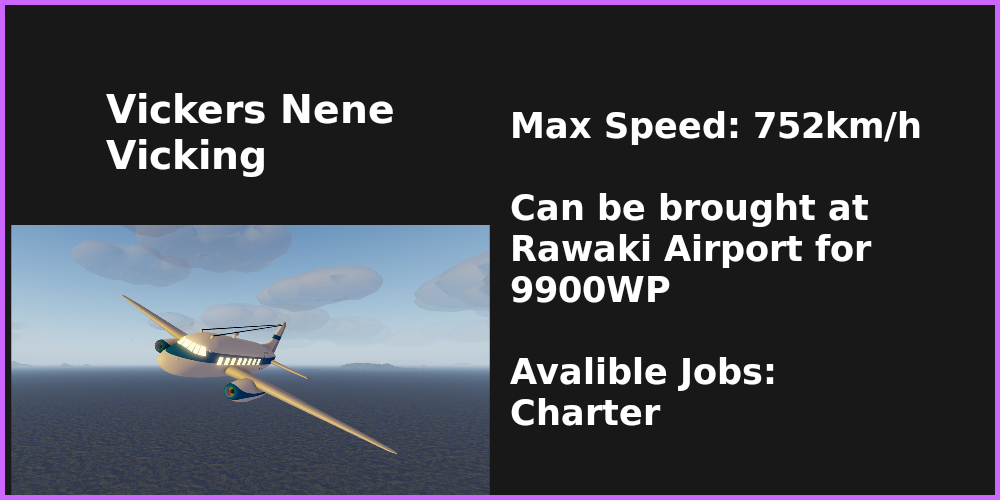 Vickers Nene
Vicking
Max Speed: 752km/h
Can be brought at
Rawaki Airport for
9900WP
Avalible Jobs:
Charter